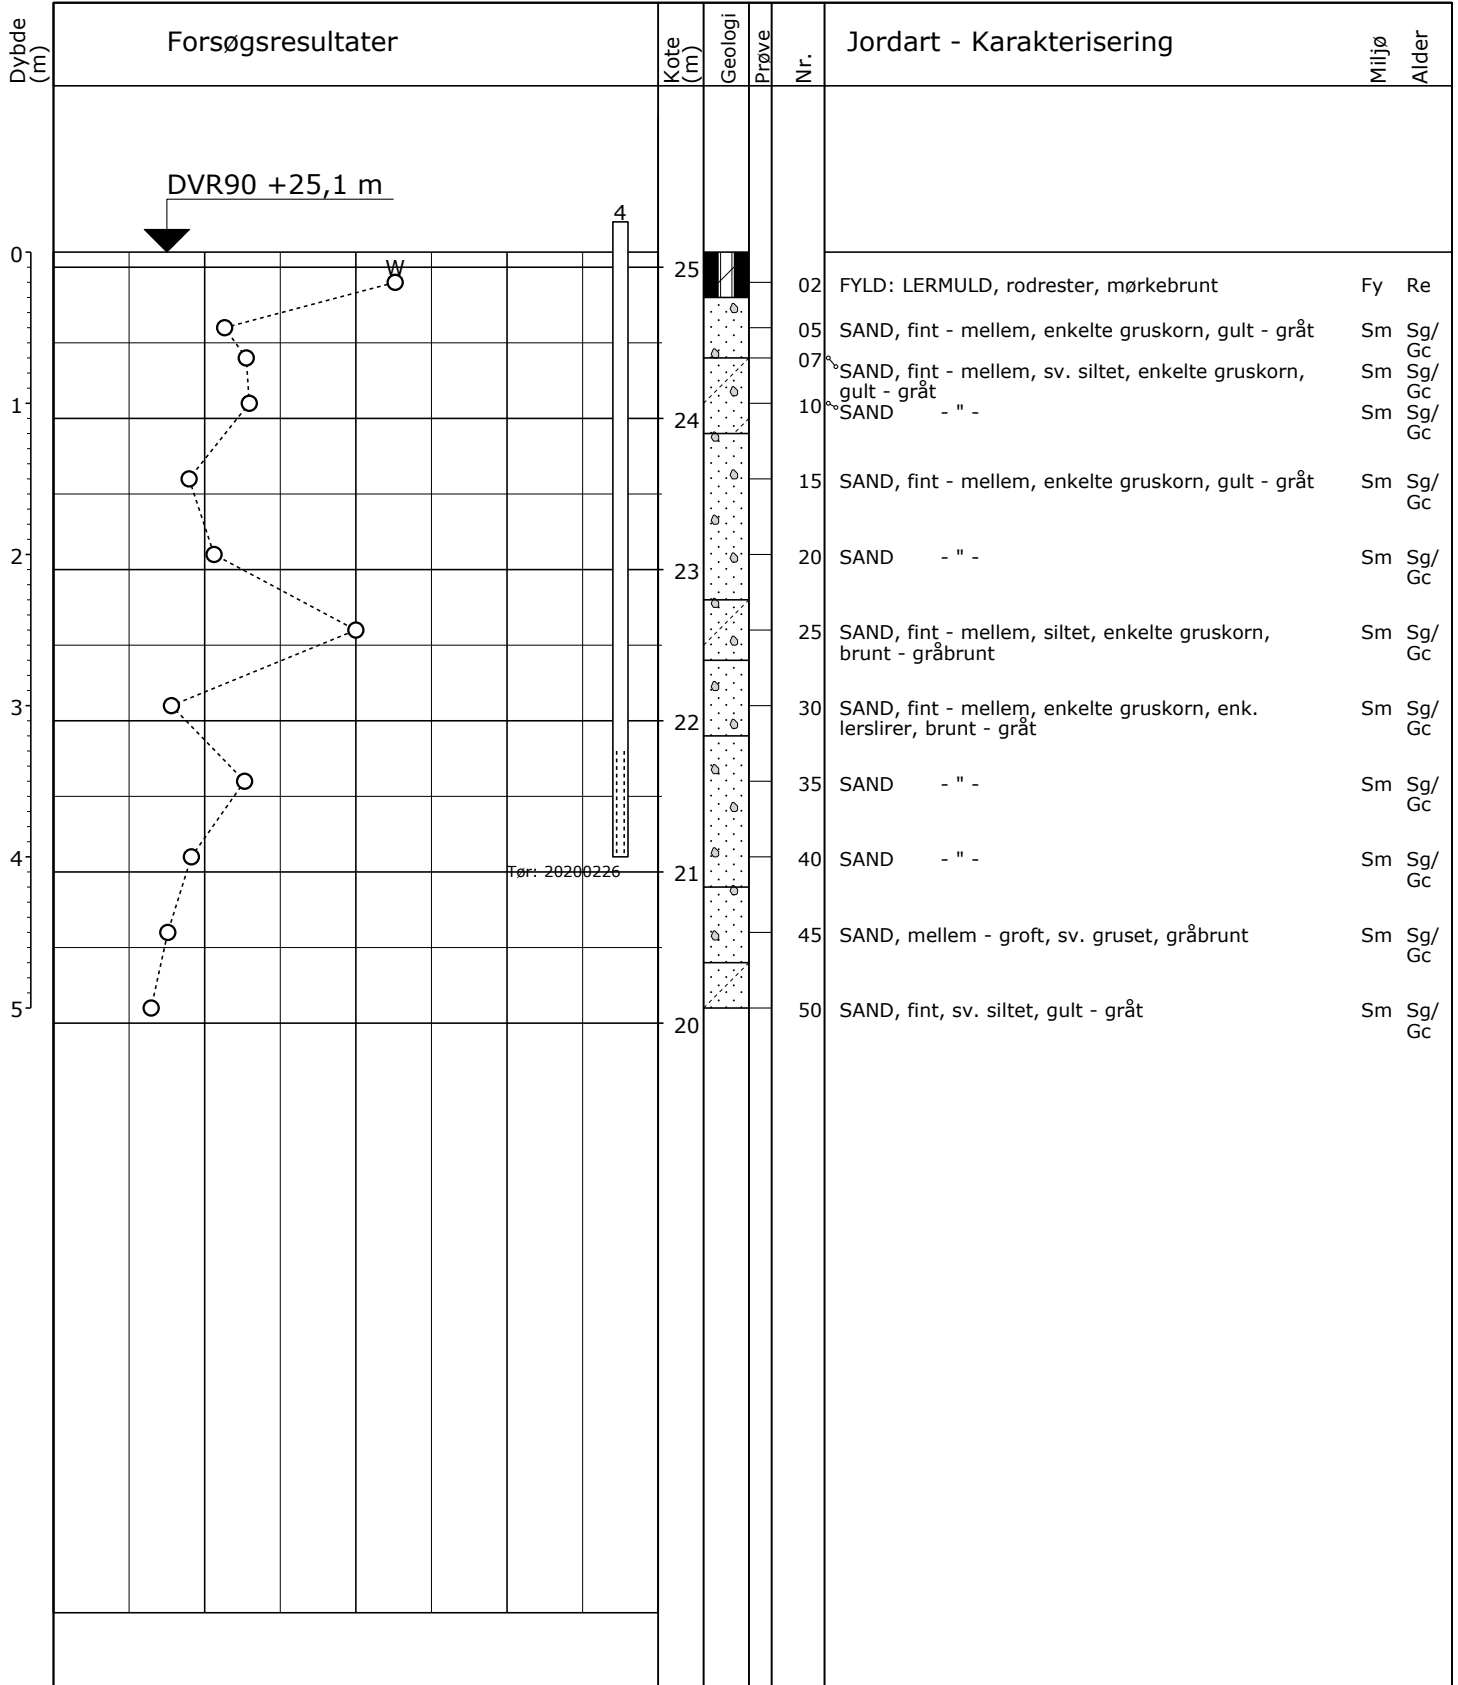 Dybde (m)
Forsøgsresultater
Kote (m)
Geologi
Prøve
Nr.
Jordart - Karakterisering
Miljø
Alder
DVR90 +25,1 m
4
0
W
25
02 FYLD: LERMULD, rodrester, mørkebrunt Fy Re
05 SAND, fint - mellem, enkelte gruskorn, gult - gråt Sm Sg/
Gc
07 SAND, fint - mellem, sv. siltet, enkelte gruskorn, Sm Sg/
gult - gråt Gc
1
24
10 SAND - " - Sm Sg/
Gc
15 SAND, fint - mellem, enkelte gruskorn, gult - gråt Sm Sg/
Gc
2
23
20 SAND - " - Sm Sg/
Gc
25 SAND, fint - mellem, siltet, enkelte gruskorn, Sm Sg/
brunt - gråbrunt Gc
3
22
30 SAND, fint - mellem, enkelte gruskorn, enk. Sm Sg/
lerslirer, brunt - gråt Gc
35 SAND - " - Sm Sg/
Gc
4
Tør: 20200226
21
40 SAND - " - Sm Sg/
Gc
45 SAND, mellem - groft, sv. gruset, gråbrunt Sm Sg/
Gc
5
20
50 SAND, fint, sv. siltet, gult - gråt Sm Sg/
Gc